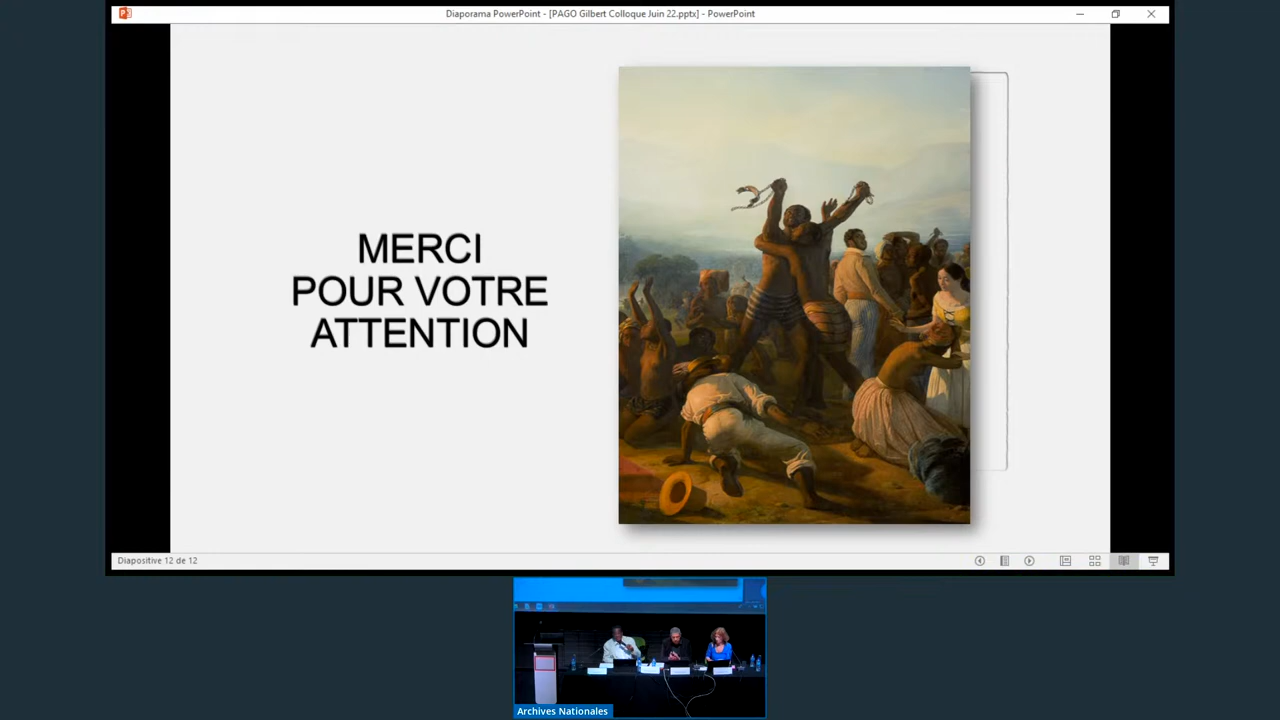 Diaporama PowerPoint - [PAGO Gilbert Colloque Juin 22.pptx] - PowerPoint
MERCI
POUR VOTRE
ATTENTION
Diapositive 12 de 12
Archives Nationales